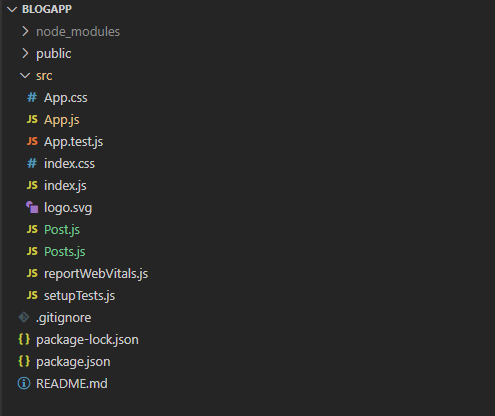 BLOGAPP
node_modules
public
src
# App.css
JS App.js
JS App.test.js
# index.css
JS index.js
logo.svg
JS Post.js
JS Posts.js
JS reportWebVitals.js
JS setupTests.js
.gitignore
{} package-lock.json
{} package.json
README.md